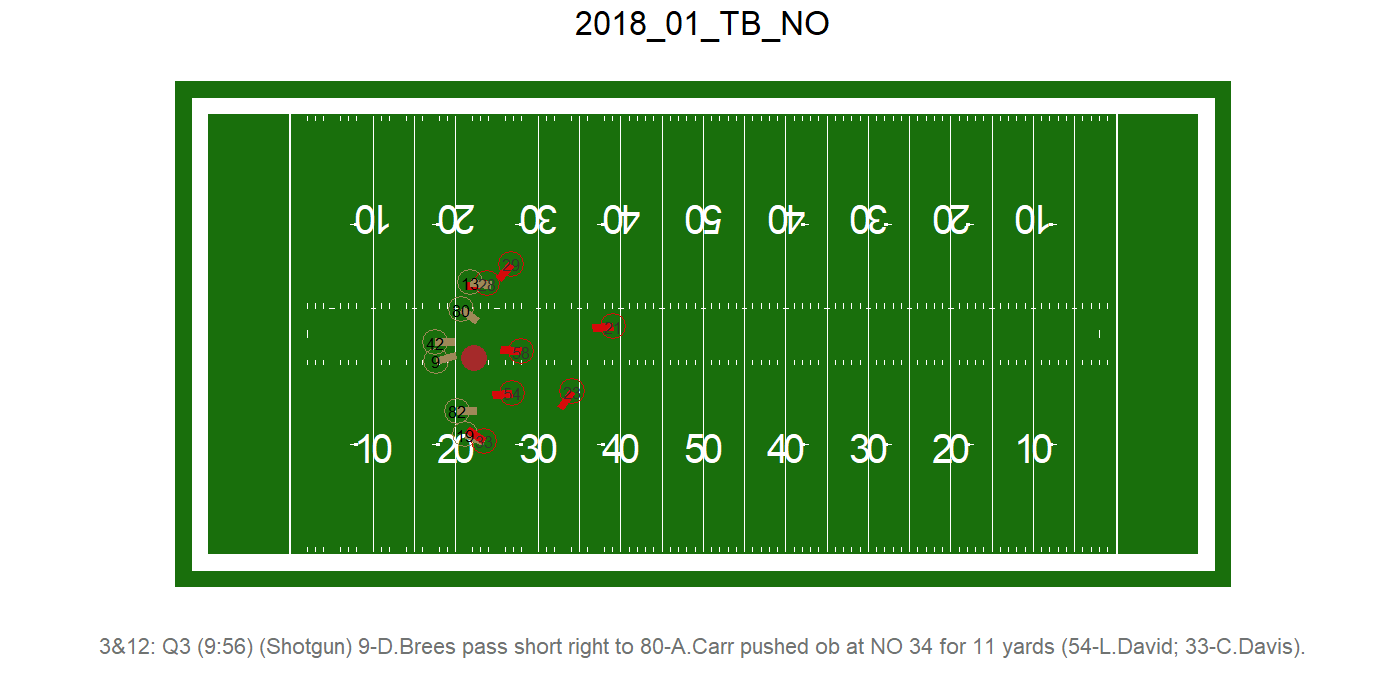 2018_01_TB_NO
10 20 30 40 50 40 30 20 10
29
13 28
80
21
42
58
9
54
23
82
19 33
10 20 30 40 50 40 30 20 10
3&12: Q3 (9:56) (Shotgun) 9-D.Brees pass short right to 80-A.Carr pushed ob at NO 34 for 11 yards (54-L.David; 33-C.Davis).